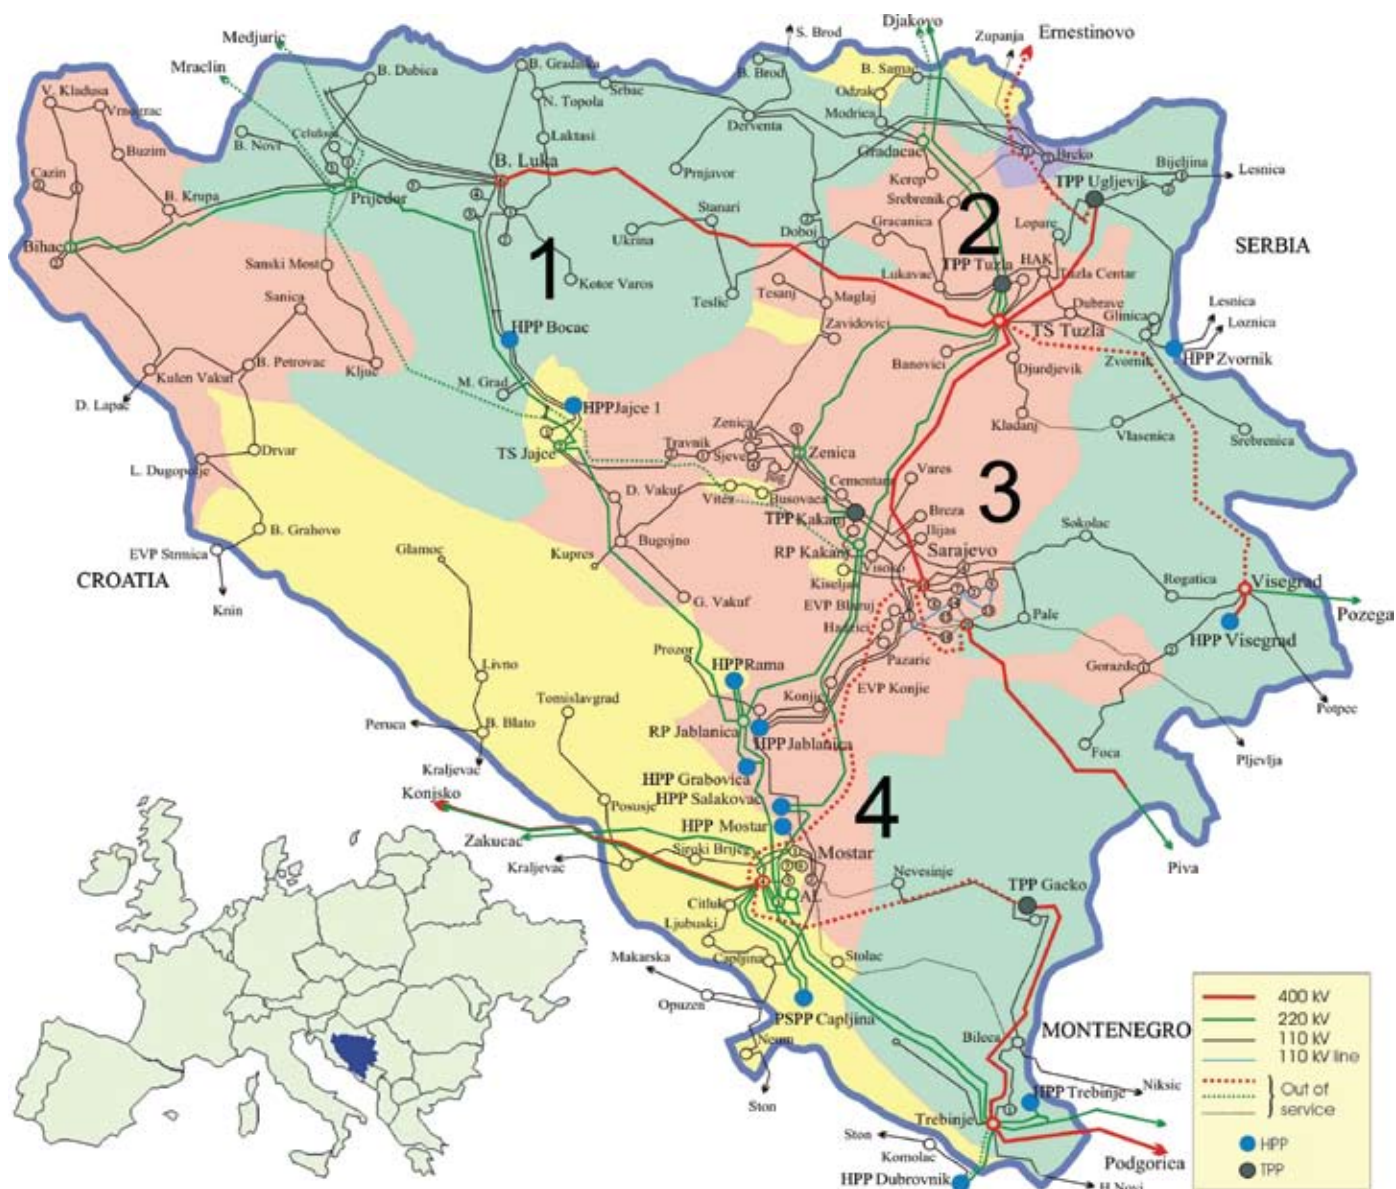 Medjuric
Mraclin
B. Dubica
B. Gradiska
N. Topola
Srbac
S. Brod
B. Brod
Djakovo
Zupanja
Ernestinovo
B. Samac
Odzak
Modrica
Derventa
V. Kladusa
Vrnograc
Buzim
B. Novi
Celuloza
Laktasi
B. Luka
Prnjavor
Gradacac
Kerep
Brcko
Bijeljina
Lesnica
TPP Ugljevik
Cazin
B. Krupa
Prijedor
Bihac
Stanari
Ukrina
Doboj
Gracanica
Srebrenik
2
Lopare
SERBIA
1
Sanski Most
Kotor Varos
Teslic
Tesanj
Maglaj
Lukavac
TPP Tuzla
HAK
Tuzla Centar
Dubrave
Glinica
Lesnica
Loznica
Sanica
HPP Bocac
Zavidovici
TS Tuzla
Banovici
Djurdjevik
Zvornik
HPP Zvornik
B. Petrovac
Kulen Vakuf
Kljuc
D. Lapac
M. Grad
HPP Jajce 1
Kladanj
Vlasenica
Srebrenica
Drvar
TS Jajce
Zenica
Travnik
Sjeve
Zenica
L. Dugopolje
D. Vakuf
Vitez
Busovaca
Cementara
Vares
3
B. Grahovo
EVP Strmica
Glamoc
Kupres
Bugojno
TPP Kakanj
Breza
Ilijas
Sokolac
RP Kakanj
Visoko
Sarajevo
CROATIA
Knin
Kiseljak
G. Vakuf
EVP Blazuj
Hadzici
Pale
Rogatica
Visegrad
Pozega
HPP Visegrad
Pazaric
Livno
Prozor
HPP Rama
Konjic
EVP Konjic
Gorazde
Tomislavgrad
Peruca
B. Blato
Kraljevac
RP Jablanica
HPP Jablanica
Potpec
Foca
Pljevlja
HPP Grabovica
Konjsko
HPP Salakovac
4
Posusje
HPP Mostar
Zakucac
Kraljevac
Siroki Brijeg
Mostar
Piva
Nevesinje
TPP Gacko
Citluk
AL
Ljubuski
Makarska
Capljina
Stolac
Opuzen
PSPP Capljina
Neum
Ston
Bileca
MONTENEGRO
Niksic
HPP Trebinje
Trebinje
Ston
Komolac
HPP Dubrovnik
Podgorica
H.Novi
400 kV
220 kV
110 kV
110 kV line
Out of
service
HPP
TPP